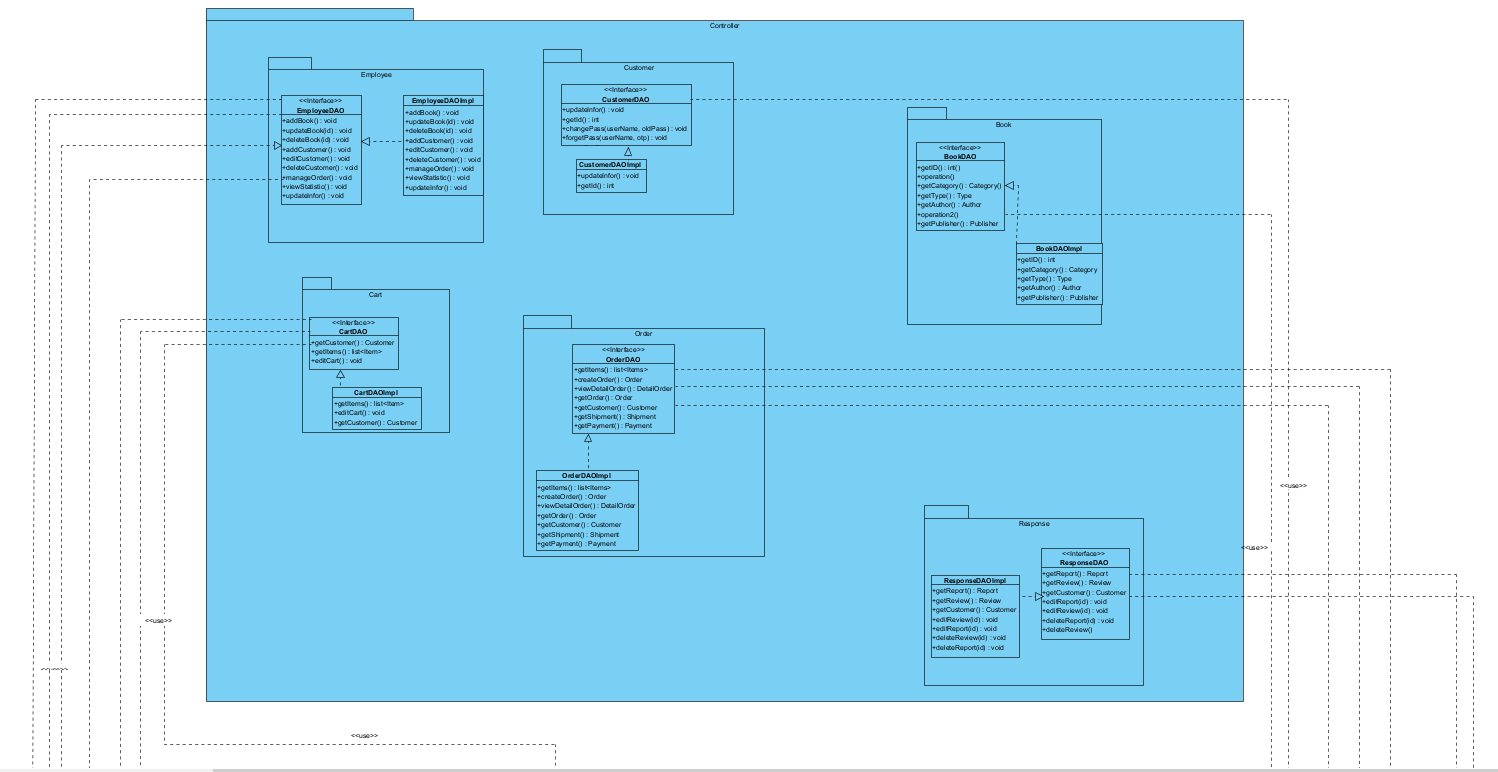 Controller
Employee
<<Interface>>
EmployeeDAO
+addBook() : void
+updateBook(id) : void
+deleteBook(id) : void
+addCustomer() : void
+editCustomer() : void
+deleteCustomer() : void
+manageOrder() : void
+viewStatistic() : void
+updateInfor() : void
EmployeeDAOImpl
+addBook() : void
+updateBook(id) : void
+deleteBook(id) : void
+addCustomer() : void
+editCustomer() : void
+deleteCustomer() : void
+manageOrder() : void
+viewStatistic() : void
+updateInfor() : void
Customer
<<Interface>>
CustomerDAO
+updateInfor() : void
+getId() : int
+changePass(userName, oldPass) : void
+forgetPass(userName, otp) : void
CustomerDAOImpl
+updateInfor() : void
+getId() : int
Book
<<Interface>>
BookDAO
+getID() : int()
+operation()
+getCategory() : Category()
+getType() : Type
+getAuthor() : Author
+operation2()
+getPublisher() : Publisher
BookDAOImpl
+getID() : int
+getCategory() : Category
+getType() : Type
+getAuthor() : Author
+getPublisher() : Publisher
Cart
<<Interface>>
CartDAO
+getCustomer() : Customer
+getItems() : list<Item>
+editCart() : void
CartDAOImpl
+getItems() : list<Item>
+editCart() : void
+getCustomer() : Customer
Order
<<Interface>>
OrderDAO
+getItems() : list<Items>
+createOrder() : Order
+viewDetailOrder() : DetailOrder
+getOrder() : Order
+getCustomer() : Customer
+getShipment() : Shipment
+getPayment() : Payment
OrderDAOImpl
+getItems() : list<Items>
+createOrder() : Order
+viewDetailOrder() : DetailOrder
+getOrder() : Order
+getCustomer() : Customer
+getShipment() : Shipment
+getPayment() : Payment
<<use>>
<<use>>
Response
<<Interface>>
ResponseDAO
+getReport() : Report
+getReview() : Review
+getCustomer() : Customer
+editReport(id) : void
+editReview(id) : void
+deleteReport(id) : void
+deleteReview()
ResponseDAOImpl
+getReport() : Report
+getReview() : Review
+getCustomer() : Customer
+editReview(id) : void
+editReport(id) : void
+deleteReview(id) : void
+deleteReport(id) : void
<<use>>
<<use>>